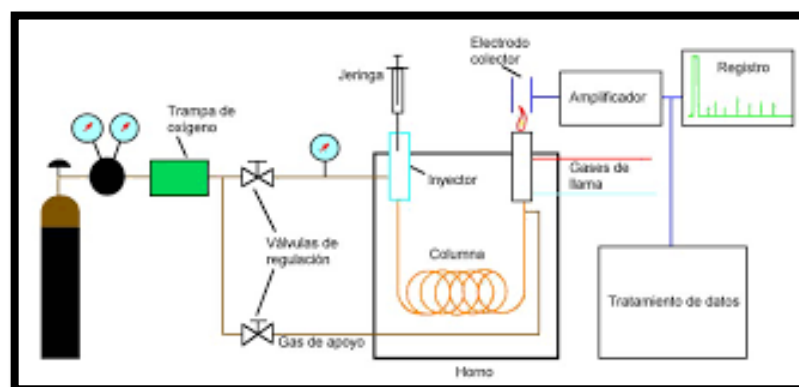 Electrodo
colector
Jeringa
Registro
Amplificador
Trampa de
oxígeno
Gases de
llama
Inyector
Válvulas de
regulación
Columna
Tratamiento de datos
Gas de apoyo
Horno